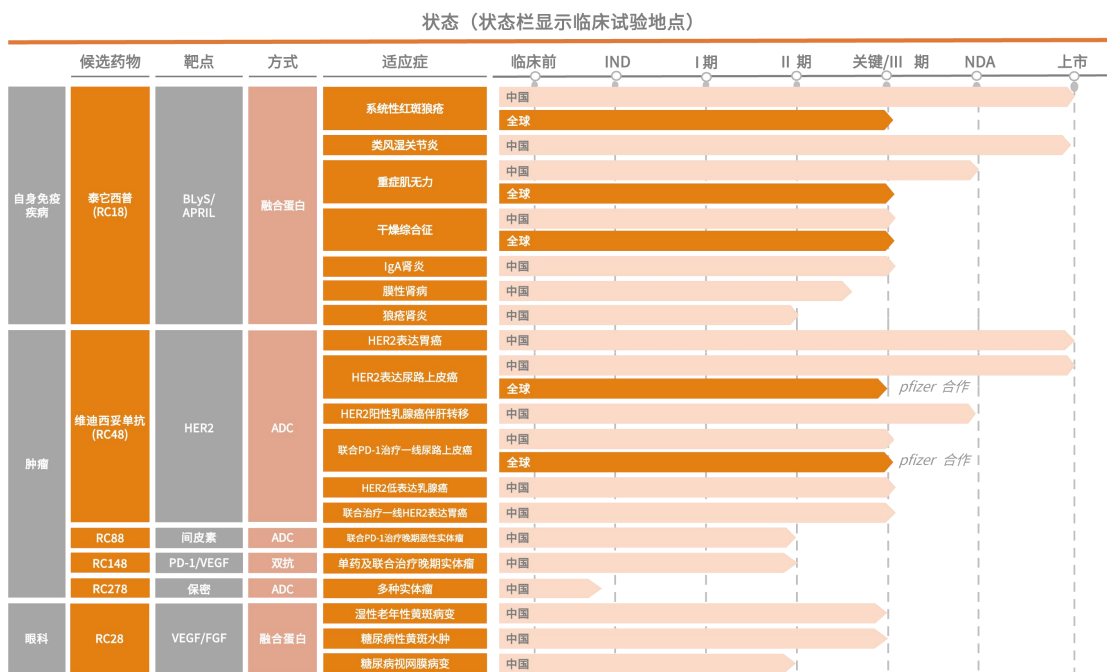 状态（状态栏显示临床试验地点）
候选药物 靶点 方式 适应症 临床前 IND I 期 II 期 关键/III 期 NDA 上市
自身免疫
疾病
泰它西普
(RC18)
BLyS/
APRIL
融合蛋白
系统性红斑狼疮
中国
全球
类风湿关节炎 中国
重症肌无力
中国
全球
干燥综合征
中国
全球
IgA肾炎 中国
膜性肾病 中国
狼疮肾炎 中国
肿瘤
维迪西妥单抗
(RC48)
HER2
ADC
HER2表达胃癌 中国
HER2表达尿路上皮癌
中国
全球 pfizer 合作
HER2阳性乳腺癌伴肝转移 中国
联合PD-1治疗一线尿路上皮癌
中国
全球 pfizer 合作
HER2低表达乳腺癌 中国
联合治疗一线HER2表达胃癌 中国
RC88 间皮素 ADC 联合PD-1治疗晚期恶性实体瘤 中国
RC148 PD-1/VEGF 双抗 单药及联合治疗晚期实体瘤 中国
RC278 保密 ADC 多种实体瘤 中国
眼科
RC28
VEGF/FGF
融合蛋白
湿性老年性黄斑病变 中国
糖尿病性黄斑水肿 中国
糖尿病视网膜病变 中国